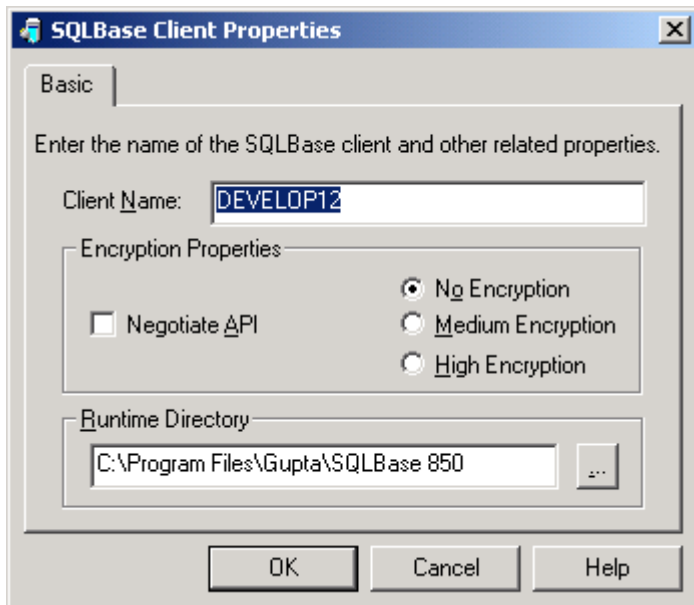 SQLBase Client Properties
Basic
Enter the name of the SQLBase client and other related properties.
Client Name: DEVELOP12
Encryption Properties
No Encryption
Negotiate API Medium Encryption
High Encryption
Runtime Directory
C:\Program Files\Gupta\SQLBase 850 ...
OK Cancel Help